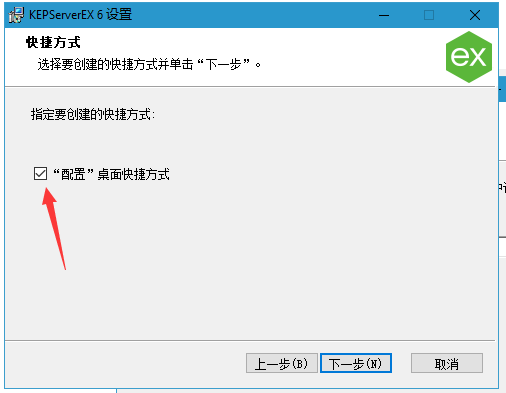 KEPServerEX 6 设置
快捷方式
选择要创建的快捷方式并单击“下一步”。
ex
指定要创建的快捷方式:
“配置”桌面快捷方式
上一步(B) 下一步(N) 取消